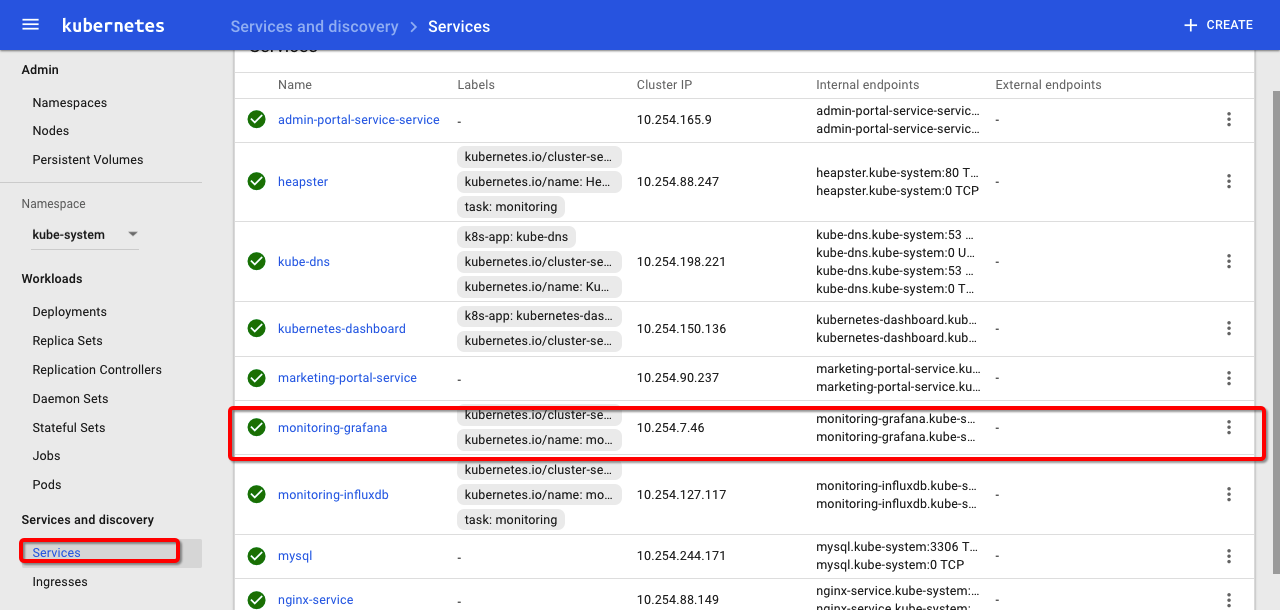 kubernetes
Services and discovery > Services
+ CREATE
Admin
Namespaces
Nodes
Persistent Volumes
Namespace
kube-system
Workloads
Deployments
Replica Sets
Replication Controllers
Daemon Sets
Stateful Sets
Jobs
Pods
Services and discovery
Services
Ingresses
Services
Name Labels Cluster IP Internal endpoints External endpoints
admin-portal-service-service - 10.254.165.9 admin-portal-service-servic... -
admin-portal-service-servic...
kubernetes.io/cluster-se...
heapster kubernetes.io/name: He... 10.254.88.247 heapster.kube-system:80 T... -
heapster.kube-system:0 TCP
task: monitoring
k8s-app: kube-dns kube-dns.kube-system:53 ...
kube-dns kubernetes.io/cluster-se... 10.254.198.221 kube-dns.kube-system:0 U... -
kube-dns.kube-system:53 ...
kubernetes.io/name: Ku... kube-dns.kube-system:0 T...
k8s-app: kubernetes-das... kubernetes-dashboard.kub...
kubernetes-dashboard 10.254.150.136 -
kubernetes.io/cluster-se... kubernetes-dashboard.kub...
marketing-portal-service - 10.254.90.237 marketing-portal-service.ku... -
marketing-portal-service.ku...
kubernetes.io/cluster-se... monitoring-grafana.kube-s...
monitoring-grafana 10.254.7.46 -
kubernetes.io/name: mo... monitoring-grafana.kube-s...
kubernetes.io/cluster-se... monitoring-influxdb.kube-s...
monitoring-influxdb kubernetes.io/name: mo... 10.254.127.117 -
monitoring-influxdb.kube-s...
task: monitoring
mysql - 10.254.244.171 mysql.kube-system:3306 T... -
mysql.kube-system:0 TCP
nginx-service - 10.254.88.149 nginx-service.kube-system:... -
nginx-service.kube-system:...